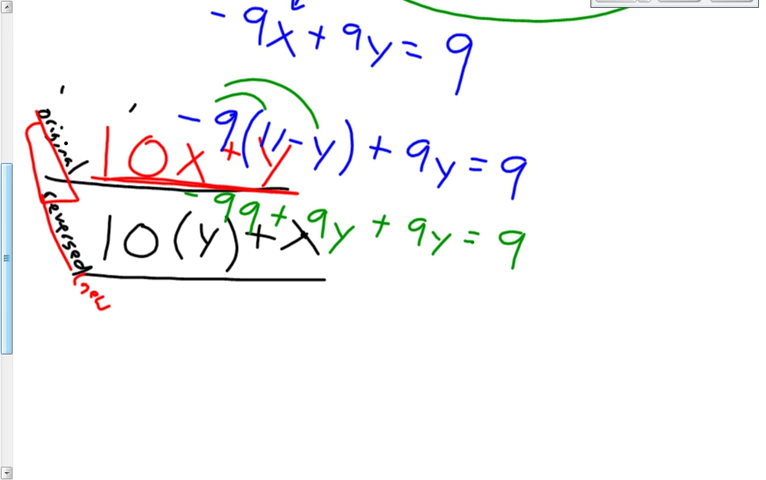 - 9x + 9y = 9
- 9(11 - y) + 9y = 9
original
10x + y
- 99 + 9y + 9y = 9
reversed
10(y) + x
new